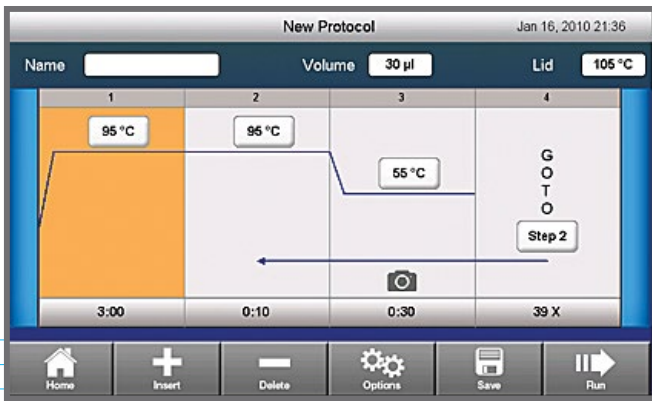 New Protocol Jan 16, 2010 21:36
Name Volume 30 µl Lid 105 °C
1 2 3 4
95 °C 95 °C 55 °C
G
O
T
O
Step 2
3:00 0:10 0:30 39 X
Home Insert Delete Options Save Run